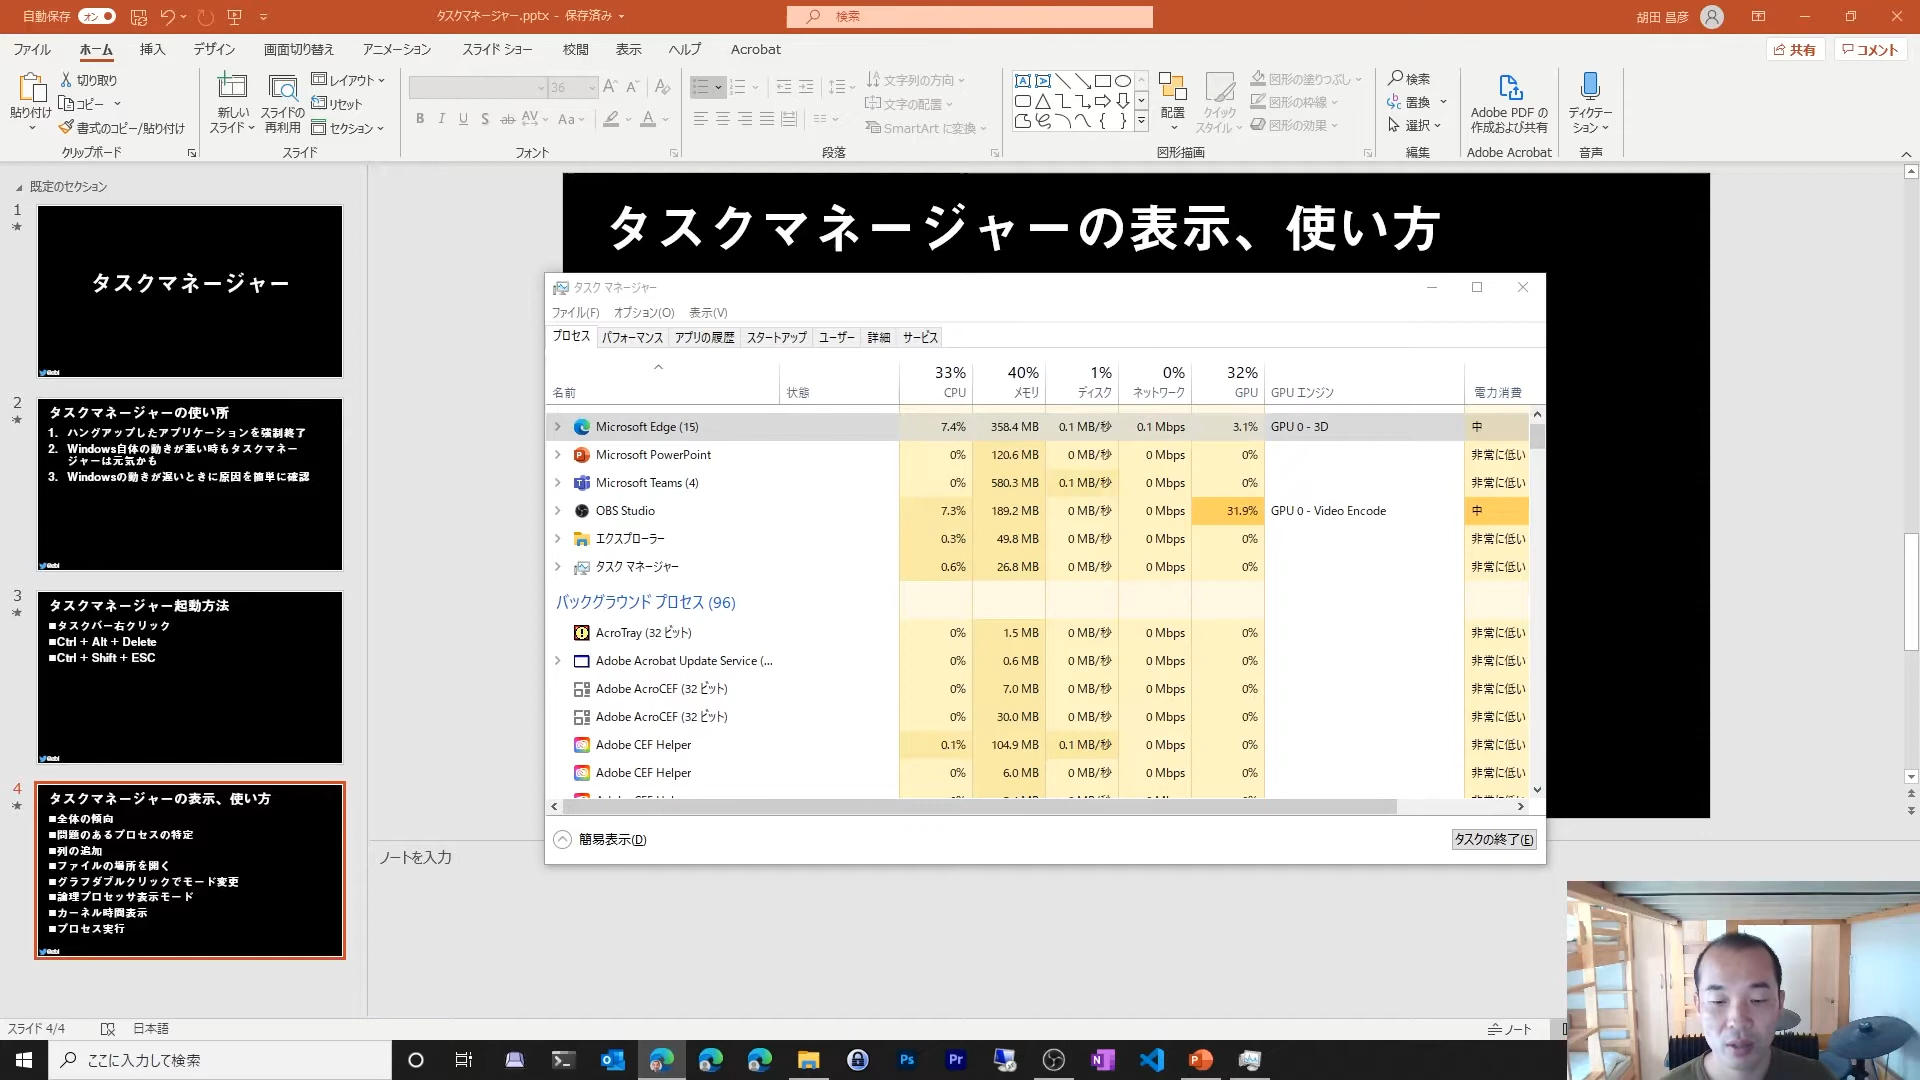 自動保存 オン タスクマネージャー.pptx - 保存済み 検索 胡田 昌彦
ファイル ホーム 挿入 デザイン 画面切り替え アニメーション スライド ショー 校閲 表示 ヘルプ Acrobat 共有 コメント
貼り付け 切り取り コピー 書式のコピー/貼り付け
新しい スライド スライドの 再利用 レイアウト リセット セクション
36
B I U S ab AV Aa A
文字列の方向 文字の配置 SmartArt に変換
配置 クイック スタイル 図形の塗りつぶし 図形の枠線 図形の効果
検索 置換 選択
Adobe PDF の 作成および共有
ディクテー ション
クリップボード スライド フォント 段落 図形描画 編集 Adobe Acrobat 音声
既定のセクション
1
タスクマネージャー
2
タスクマネージャーの使い所
1. ハングアップしたアプリケーションを強制終了
2. Windows自体の動きが悪い時もタスクマネー
ジャーは元気かも
3. Windowsの動きが遅いときに原因を簡単に確認
3
タスクマネージャー起動方法
■タスクバー右クリック
■Ctrl + Alt + Delete
■Ctrl + Shift + ESC
4
タスクマネージャーの表示、使い方
■全体の傾向
■問題のあるプロセスの特定
■列の追加
■ファイルの場所を開く
■グラフダブルクリックでモード変更
■論理プロセッサ表示モード
■カーネル時間表示
■プロセス実行
タスクマネージャーの表示、使い方
タスク マネージャー
ファイル(F) オプション(O) 表示(V)
プロセス パフォーマンス アプリの履歴 スタートアップ ユーザー 詳細 サービス
33% 40% 1% 0% 32%
名前 状態 CPU メモリ ディスク ネットワーク GPU GPU エンジン 電力消費
Microsoft Edge (15) 7.4% 358.4 MB 0.1 MB/秒 0.1 Mbps 3.1% GPU 0 - 3D 中
Microsoft PowerPoint 0% 120.6 MB 0 MB/秒 0 Mbps 0% 非常に低い
Microsoft Teams (4) 0% 580.3 MB 0.1 MB/秒 0 Mbps 0% 非常に低い
OBS Studio 7.3% 189.2 MB 0 MB/秒 0 Mbps 31.9% GPU 0 - Video Encode 中
エクスプローラー 0.3% 49.8 MB 0 MB/秒 0 Mbps 0% 非常に低い
タスク マネージャー 0.6% 26.8 MB 0 MB/秒 0 Mbps 0% 非常に低い
バックグラウンド プロセス (96)
AcroTray (32 ビット) 0% 1.5 MB 0 MB/秒 0 Mbps 0% 非常に低い
Adobe Acrobat Update Service (... 0% 0.6 MB 0 MB/秒 0 Mbps 0% 非常に低い
Adobe AcroCEF (32 ビット) 0% 7.0 MB 0 MB/秒 0 Mbps 0% 非常に低い
Adobe AcroCEF (32 ビット) 0% 30.0 MB 0 MB/秒 0 Mbps 0% 非常に低い
Adobe CEF Helper 0.1% 104.9 MB 0.1 MB/秒 0 Mbps 0% 非常に低い
Adobe CEF Helper 0% 6.0 MB 0 MB/秒 0 Mbps 0% 非常に低い
簡易表示(D) タスクの終了(E)
ノートを入力
スライド 4/4 日本語 ノート
ここに入力して検索
Ps Pr